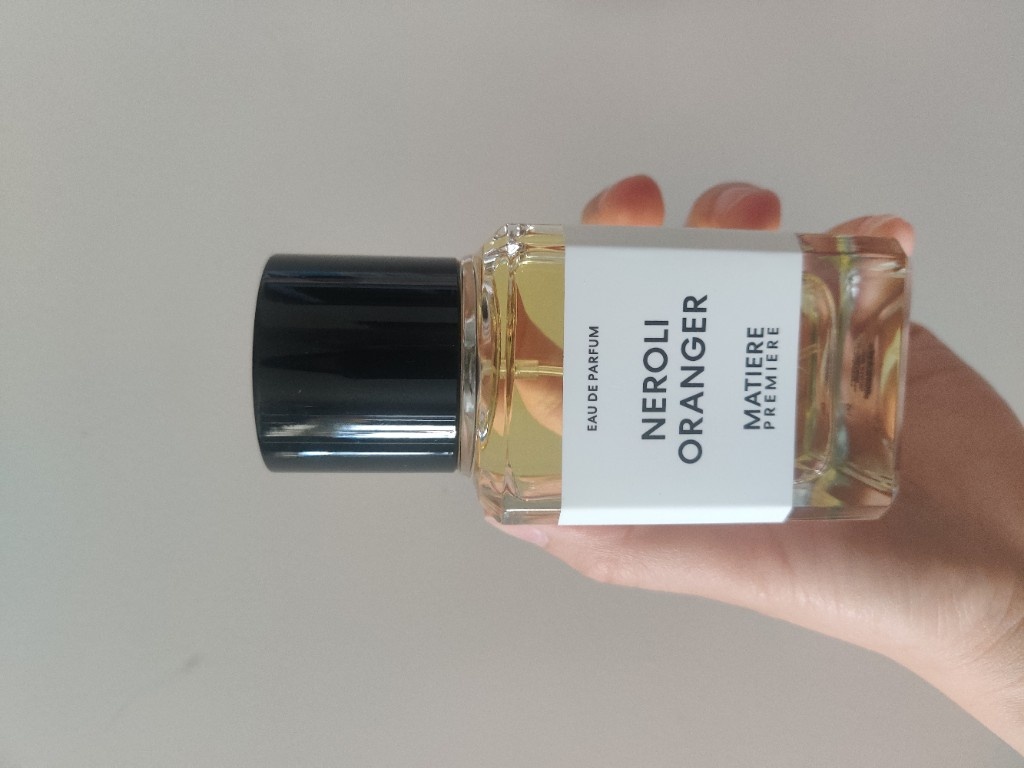 EAU DE PARFUM
NEROLI
ORANGER
MATIERE
PREMIERE